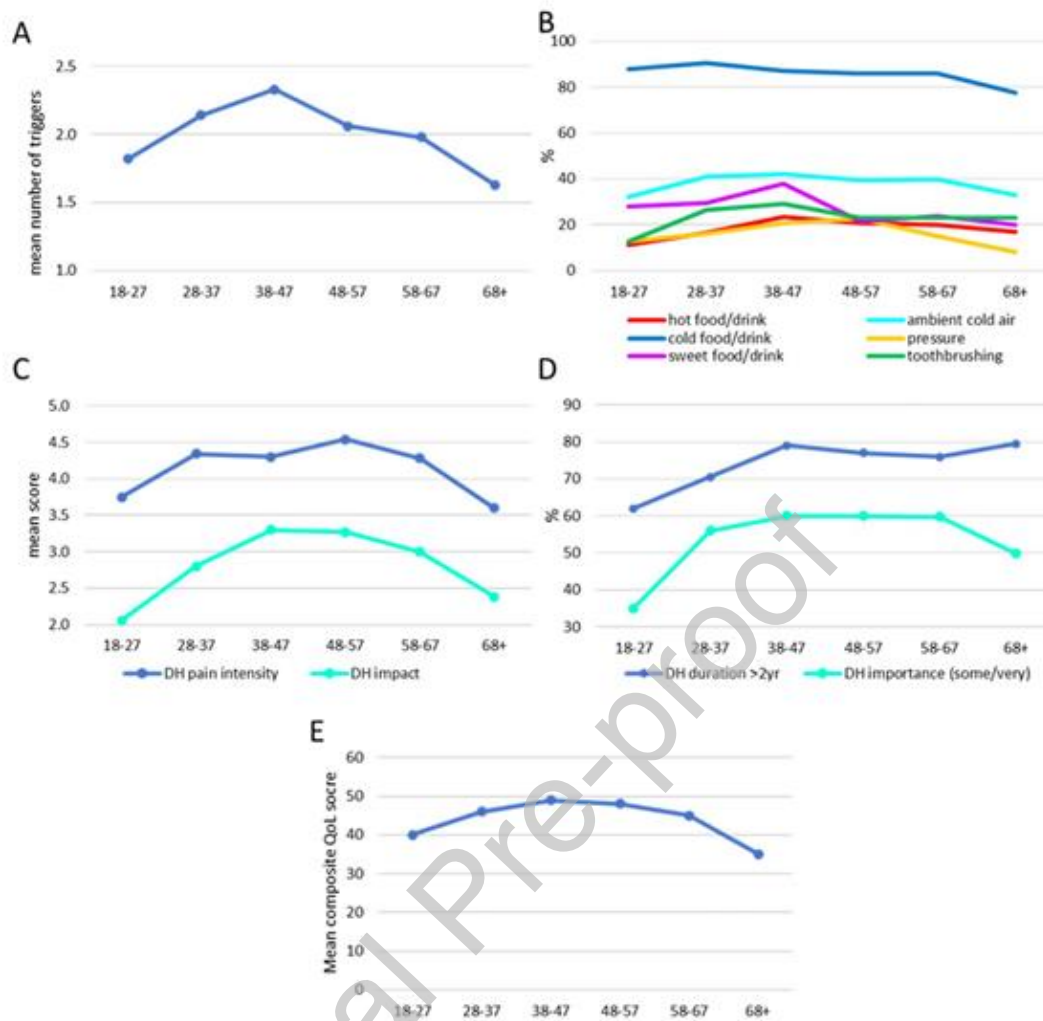 A
mean number of triggers
2.5
2.0
1.5
1.0
18-27 28-37 38-47 48-57 58-67 68+
B
%
100
80
60
40
20
0
18-27 28-37 38-47 48-57 58-67 68+
hot food/drink ambient cold air
cold food/drink pressure
sweet food/drink toothbrushing
C
mean score
5.0
4.5
4.0
3.5
3.0
2.5
2.0
18-27 28-37 38-47 48-57 58-67 68+
DH pain intensity DH impact
D
%
90
80
70
60
50
40
30
18-27 28-37 38-47 48-57 58-67 68+
DH duration >2yr DH importance (some/very)
E
Mean composite QoL socre
60
50
40
30
20
10
0
18-27 28-37 38-47 48-57 58-67 68+
al Pre-proof